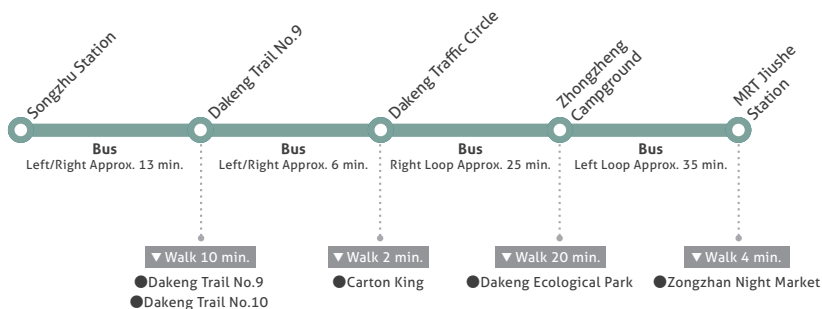 Songzhu Station
Dakeng Trail No.9
Dakeng Traffic Circle
Zhongzheng
Campground
MRT Jiushe
Station
Bus
Left/Right Approx. 13 min.
Bus
Left/Right Approx. 6 min.
Bus
Right Loop Approx. 25 min.
Bus
Left Loop Approx. 35 min.
▼Walk 10 min.
●Dakeng Trail No.9
●Dakeng Trail No.10
▼Walk 2 min.
●Carton King
▼Walk 20 min.
●Dakeng Ecological Park
▼Walk 4 min.
●Zongzhan Night Market